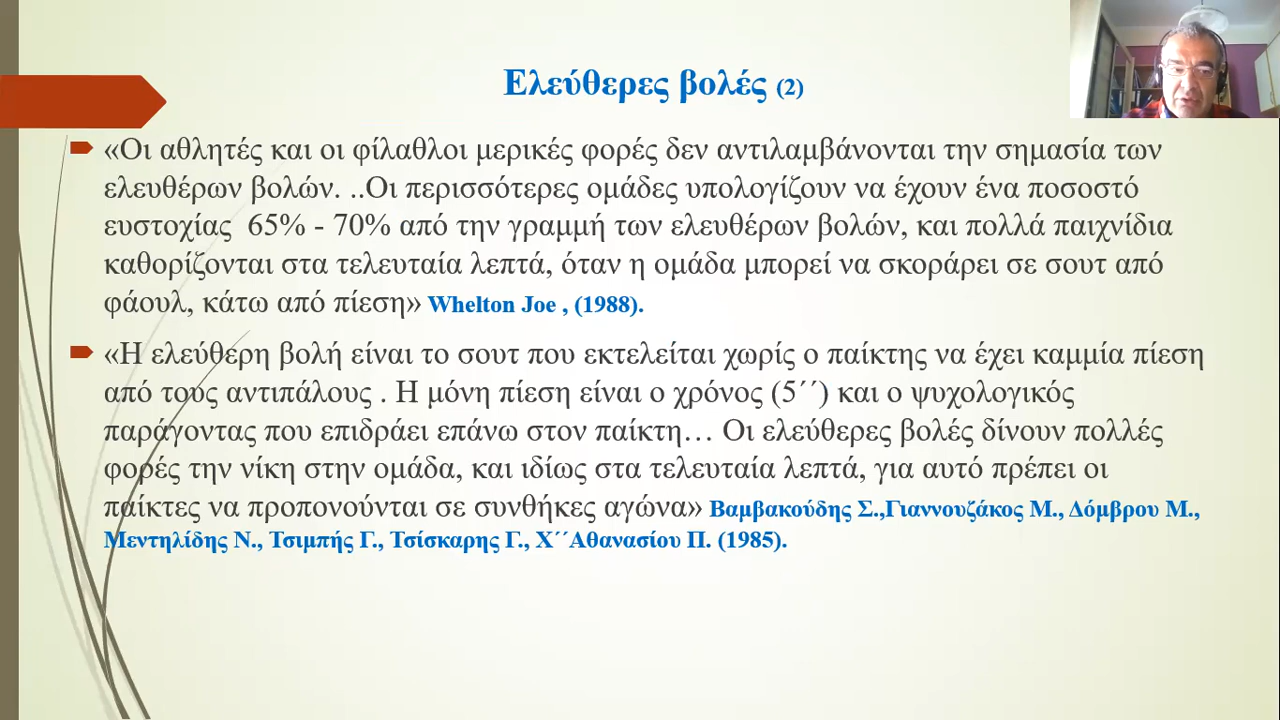 Ελεύθερες βολές (2)
«Οι αθλητές και οι φίλαθλοι μερικές φορές δεν αντιλαμβάνονται την σημασία των
ελευθέρων βολών. ..Οι περισσότερες ομάδες υπολογίζουν να έχουν ένα ποσοστό
ευστοχίας 65% - 70% από την γραμμή των ελευθέρων βολών, και πολλά παιχνίδια
καθορίζονται στα τελευταία λεπτά, όταν η ομάδα μπορεί να σκοράρει σε σουτ από
φάουλ, κάτω από πίεση» Whelton Joe , (1988).
«Η ελεύθερη βολή είναι το σουτ που εκτελείται χωρίς ο παίκτης να έχει καμμία πίεση
από τους αντιπάλους . Η μόνη πίεση είναι ο χρόνος (5΄΄) και ο ψυχολογικός
παράγοντας που επιδράει επάνω στον παίκτη… Οι ελεύθερες βολές δίνουν πολλές
φορές την νίκη στην ομάδα, και ιδίως στα τελευταία λεπτά, για αυτό πρέπει οι
παίκτες να προπονούνται σε συνθήκες αγώνα» Βαμβακούδης Σ.,Γιαννουζάκος Μ., Δόμβρου Μ.,
Μεντηλίδης Ν., Τσιμπής Γ., Τσίσκαρης Γ., Χ΄΄Αθανασίου Π. (1985).